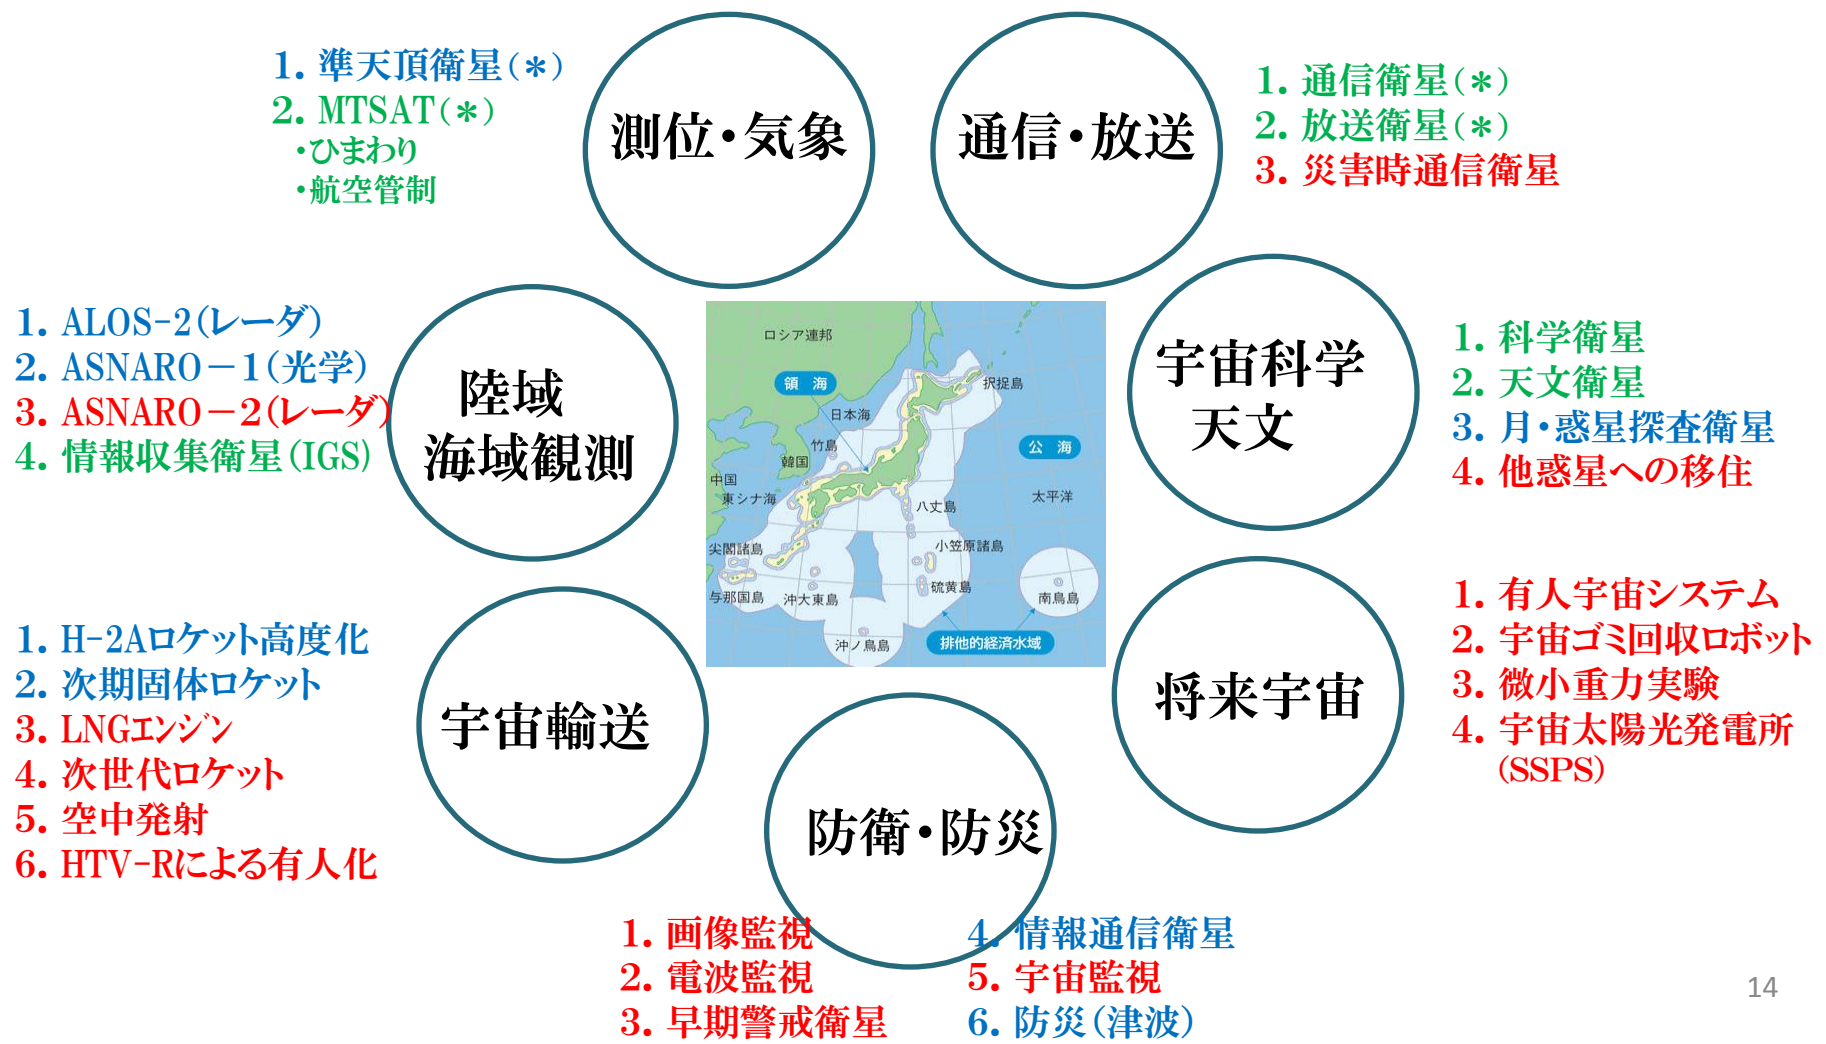 1. 準天頂衛星(＊)
2. MTSAT(＊)
・ひまわり
・航空管制
測位・気象
通信・放送
1. 通信衛星(＊)
2. 放送衛星(＊)
3. 災害時通信衛星
1. ALOS-2(レーダ)
2. ASNARO－1(光学)
3. ASNARO－2(レーダ)
4. 情報収集衛星(IGS)
陸域
海域観測
ロシア連邦
領 海
択捉島
日本海
竹島
韓国
公 海
中国
東シナ海
太平洋
八丈島
尖閣諸島
小笠原諸島
硫黄島
与那国島
沖大東島
南鳥島
沖ノ鳥島
排他的経済水域
宇宙科学
天文
1. 科学衛星
2. 天文衛星
3. 月・惑星探査衛星
4. 他惑星への移住
1. H-2Aロケット高度化
2. 次期固体ロケット
3. LNGエンジン
4. 次世代ロケット
5. 空中発射
6. HTV-Rによる有人化
宇宙輸送
将来宇宙
1. 有人宇宙システム
2. 宇宙ゴミ回収ロボット
3. 微小重力実験
4. 宇宙太陽光発電所
(SSPS)
防衛・防災
1. 画像監視
2. 電波監視
3. 早期警戒衛星
4. 情報通信衛星
5. 宇宙監視
6. 防災(津波)
14